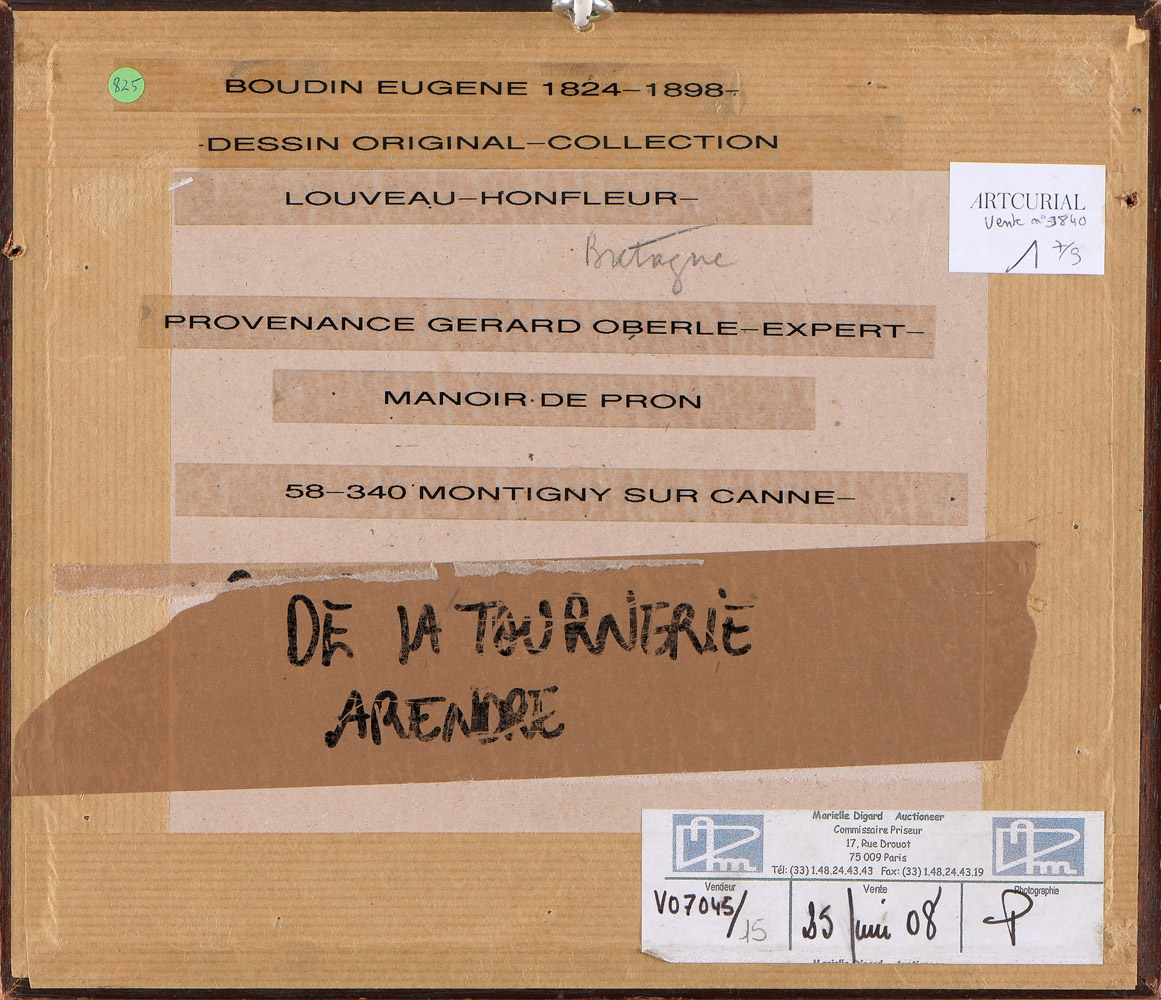 825
BOUDIN EUGENE 1824-1898-
-DESSIN ORIGINAL-COLLECTION
LOUVEAU-HONFLEUR-
ARTCURIAL
Vente n° 3840
1 7/9
Bretagne
PROVENANCE GERARD OBERLE-EXPERT-
MANOIR DE PRON
58-340 MONTIGNY SUR CANNE-
DE LA TOURNERIE
ARENDRE
Marielle Digard Auctioneer
Commissaire Priseur
17, Rue Drouot
75 009 Paris
Tél: (33) 1.48.24.43.43 Fax: (33) 1.48.24.43.19
Vendeur Vente Photographie
V07045/15 25 juin 08 P
Marielle Digard Auctioneer